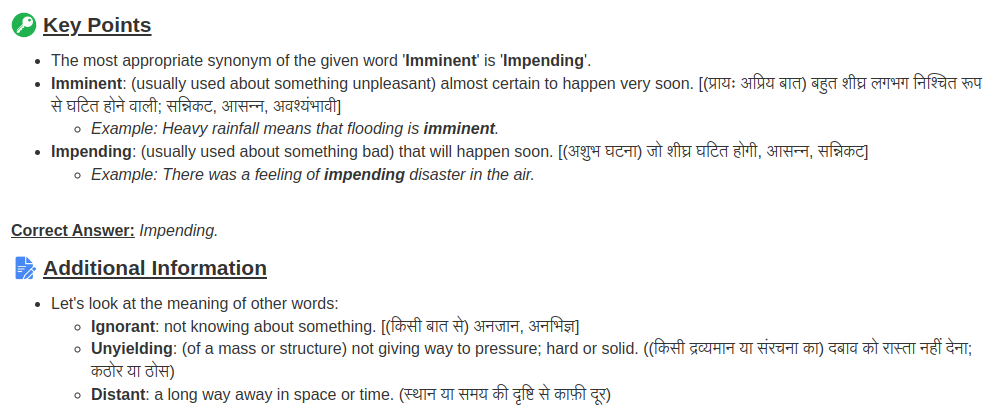 Key Points
The most appropriate synonym of the given word 'Imminent' is 'Impending'.
Imminent: (usually used about something unpleasant) almost certain to happen very soon. [(प्रायः अप्रिय बात) बहुत शीघ्र लगभग निश्चित रूप
से घटित होने वाली; सन्निकट, आसन्न, अवश्यंभावी]
Example: Heavy rainfall means that flooding is imminent.
Impending: (usually used about something bad) that will happen soon. [(अशुभ घटना) जो शीघ्र घटित होगी, आसन्न, सन्निकट]
Example: There was a feeling of impending disaster in the air.
Correct Answer: Impending.
Additional Information
Let's look at the meaning of other words:
Ignorant: not knowing about something. [(किसी बात से) अनजान, अनभिज्ञ]
Unyielding: (of a mass or structure) not giving way to pressure; hard or solid. ((किसी द्रव्यमान या संरचना का) दबाव को रास्ता नहीं देना;
कठोर या ठोस)
Distant: a long way away in space or time. (स्थान या समय की दृष्टि से काफ़ी दूर)